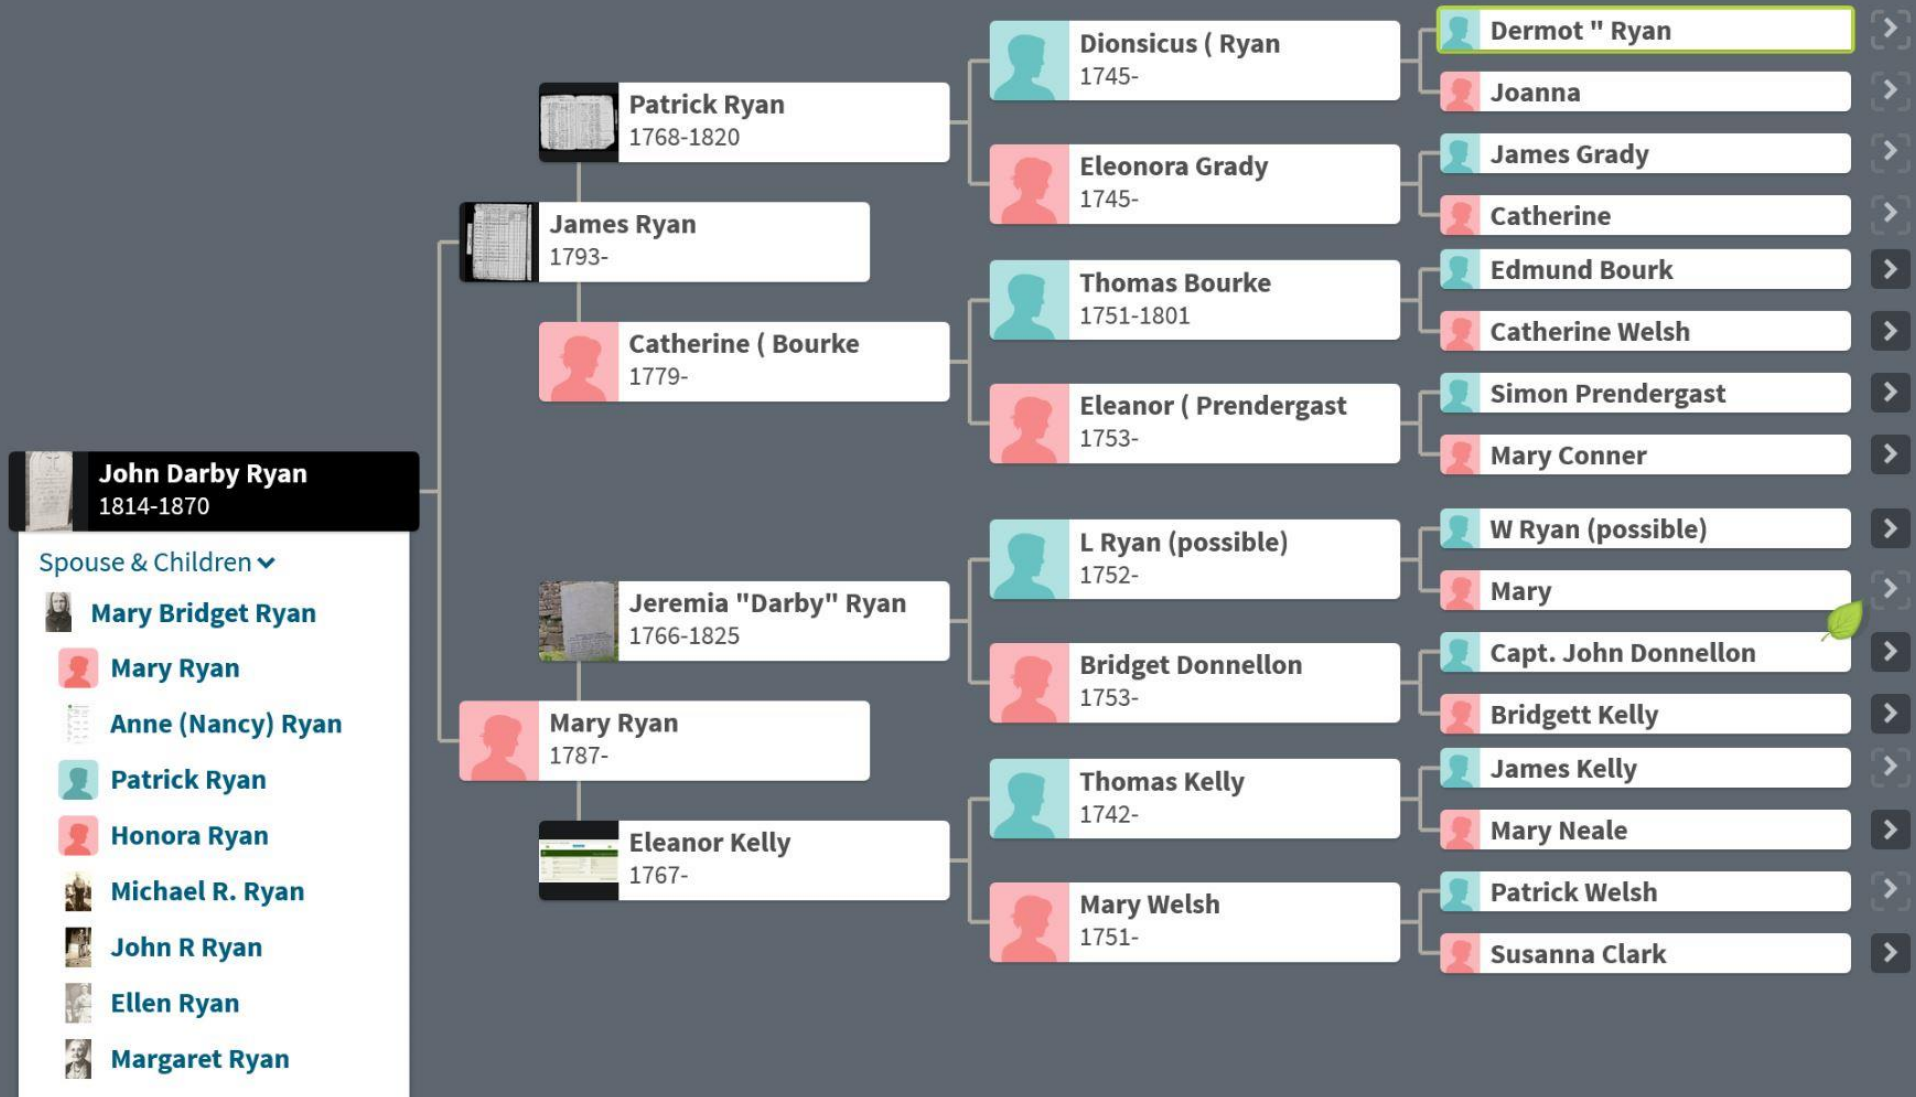 John Darby Ryan
1814-1870
Spouse & Children
Mary Bridget Ryan
Mary Ryan
Anne (Nancy) Ryan
Patrick Ryan
Honora Ryan
Michael R. Ryan
John R Ryan
Ellen Ryan
Margaret Ryan
Patrick Ryan
1768-1820
James Ryan
1793-
Catherine ( Bourke
1779-
Jeremia "Darby" Ryan
1766-1825
Mary Ryan
1787-
Eleanor Kelly
1767-
Dionsicus ( Ryan
1745-
Eleonora Grady
1745-
Thomas Bourke
1751-1801
Eleanor ( Prendergast
1753-
L Ryan (possible)
1752-
Bridget Donnellon
1753-
Thomas Kelly
1742-
Mary Welsh
1751-
Dermot " Ryan
Joanna
James Grady
Catherine
Edmund Bourk
Catherine Welsh
Simon Prendergast
Mary Conner
W Ryan (possible)
Mary
Capt. John Donnellon
Bridgett Kelly
James Kelly
Mary Neale
Patrick Welsh
Susanna Clark